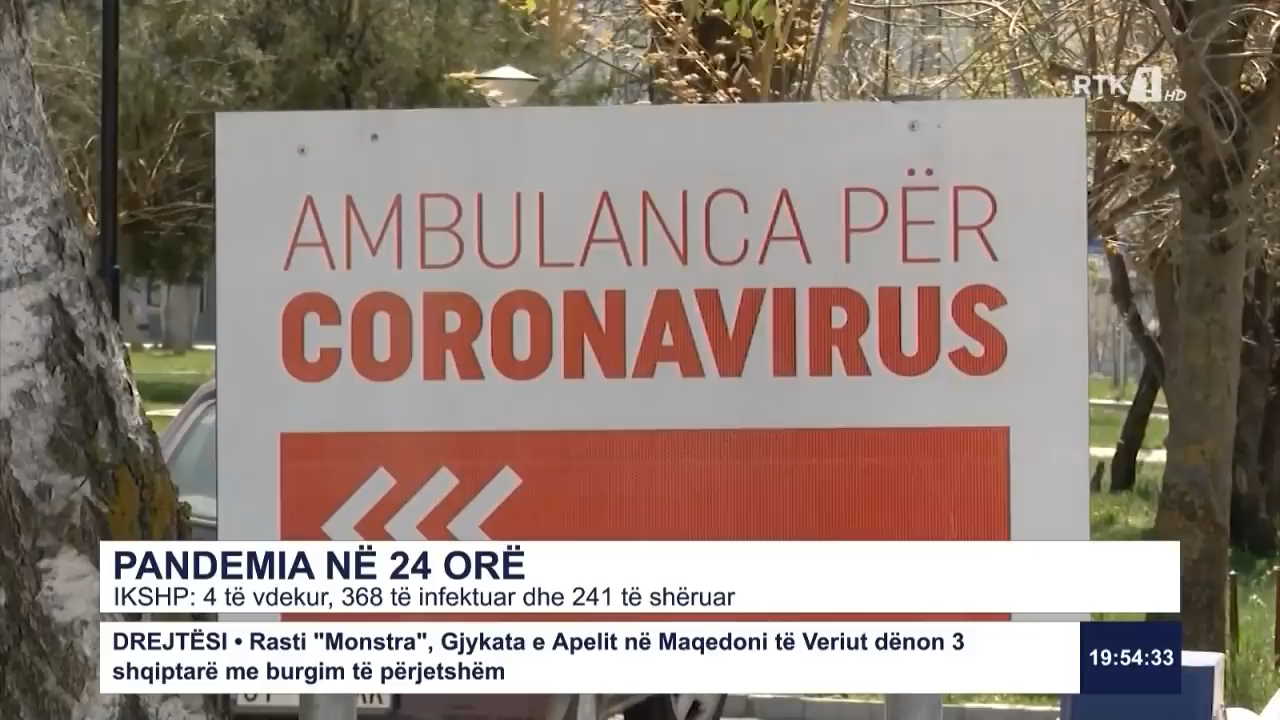 RTK 1 HD
AMBULANCA PËR
CORONAVIRUS
PANDEMIA NË 24 ORË
IKSHP: 4 të vdekur, 368 të infektuar dhe 241 të shëruar
DREJTËSI • Rasti "Monstra", Gjykata e Apelit në Maqedoni të Veriut dënon 3
shqiptarë me burgim të përjetshëm
19:54:33